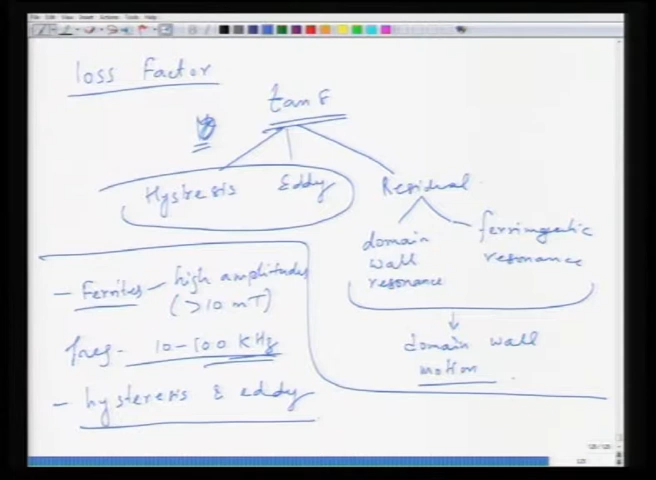 loss Factor
tan δ
Hystresis Eddy Residual
domain wall resonance
ferrimagnetic resonance
domain wall motion
- Ferrites - high amplitudes
(>10 mT)
freq- 10-100 KHz
- hysteresis & eddy